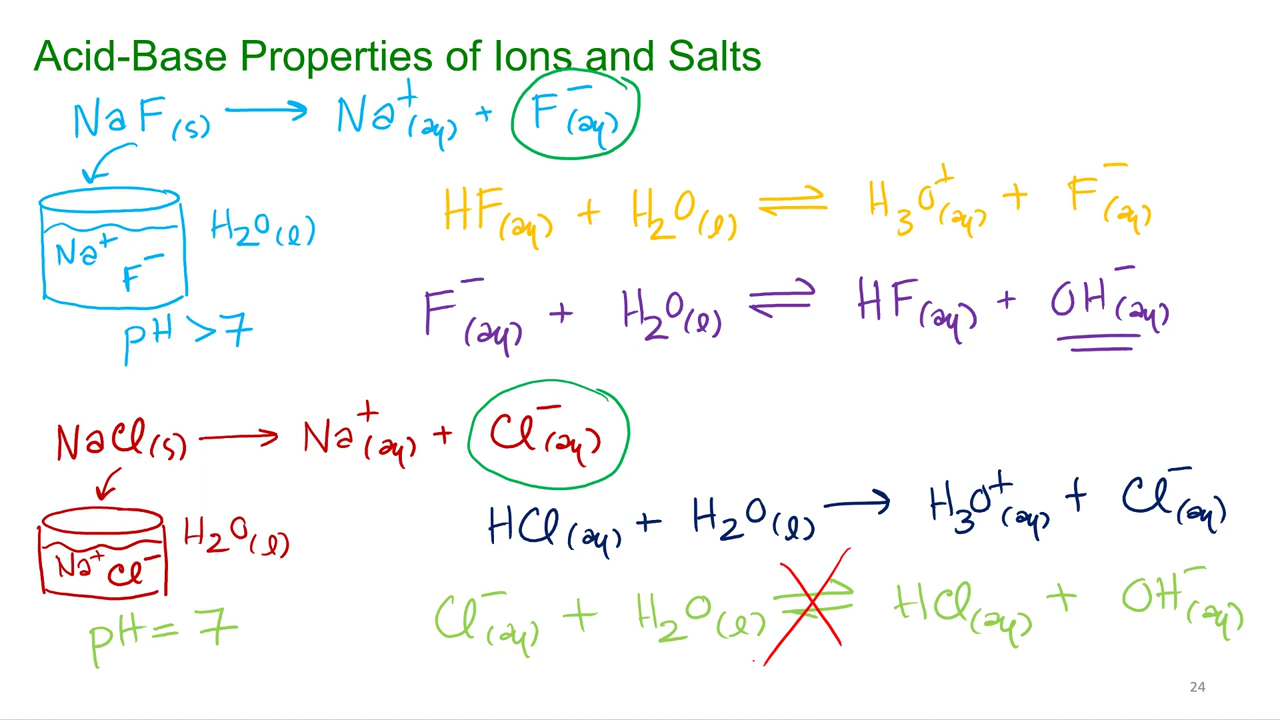 Acid-Base Properties of Ions and Salts
NaF(s) → Na⁺(aq) + F⁻(aq)
HF(aq) + H₂O(l) ⇌ H₃O⁺(aq) + F⁻(aq)
H₂O(l)
Na⁺
F⁻
F⁻(aq) + H₂O(l) ⇌ HF(aq) + OH⁻(aq)
pH > 7
NaCl(s) → Na⁺(aq) + Cl⁻(aq)
HCl(aq) + H₂O(l) → H₃O⁺(aq) + Cl⁻(aq)
H₂O(l)
Na⁺ Cl⁻
Cl⁻(aq) + H₂O(l) ⇌ HCl(aq) + OH⁻(aq)
pH = 7
24